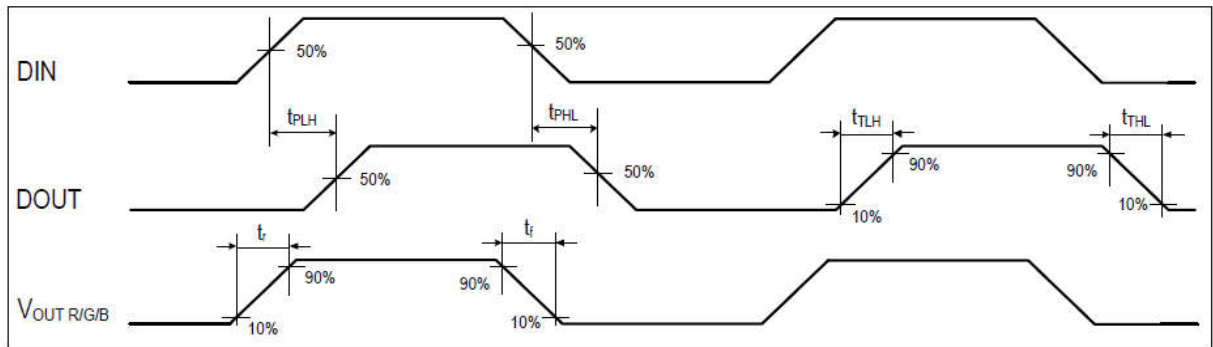 DIN
50%
50%
tPLH
tPHL
tTLH
tTHL
DOUT
50%
50%
90%
10%
90%
10%
tr
tf
VOUT R/G/B
90%
10%
90%
10%